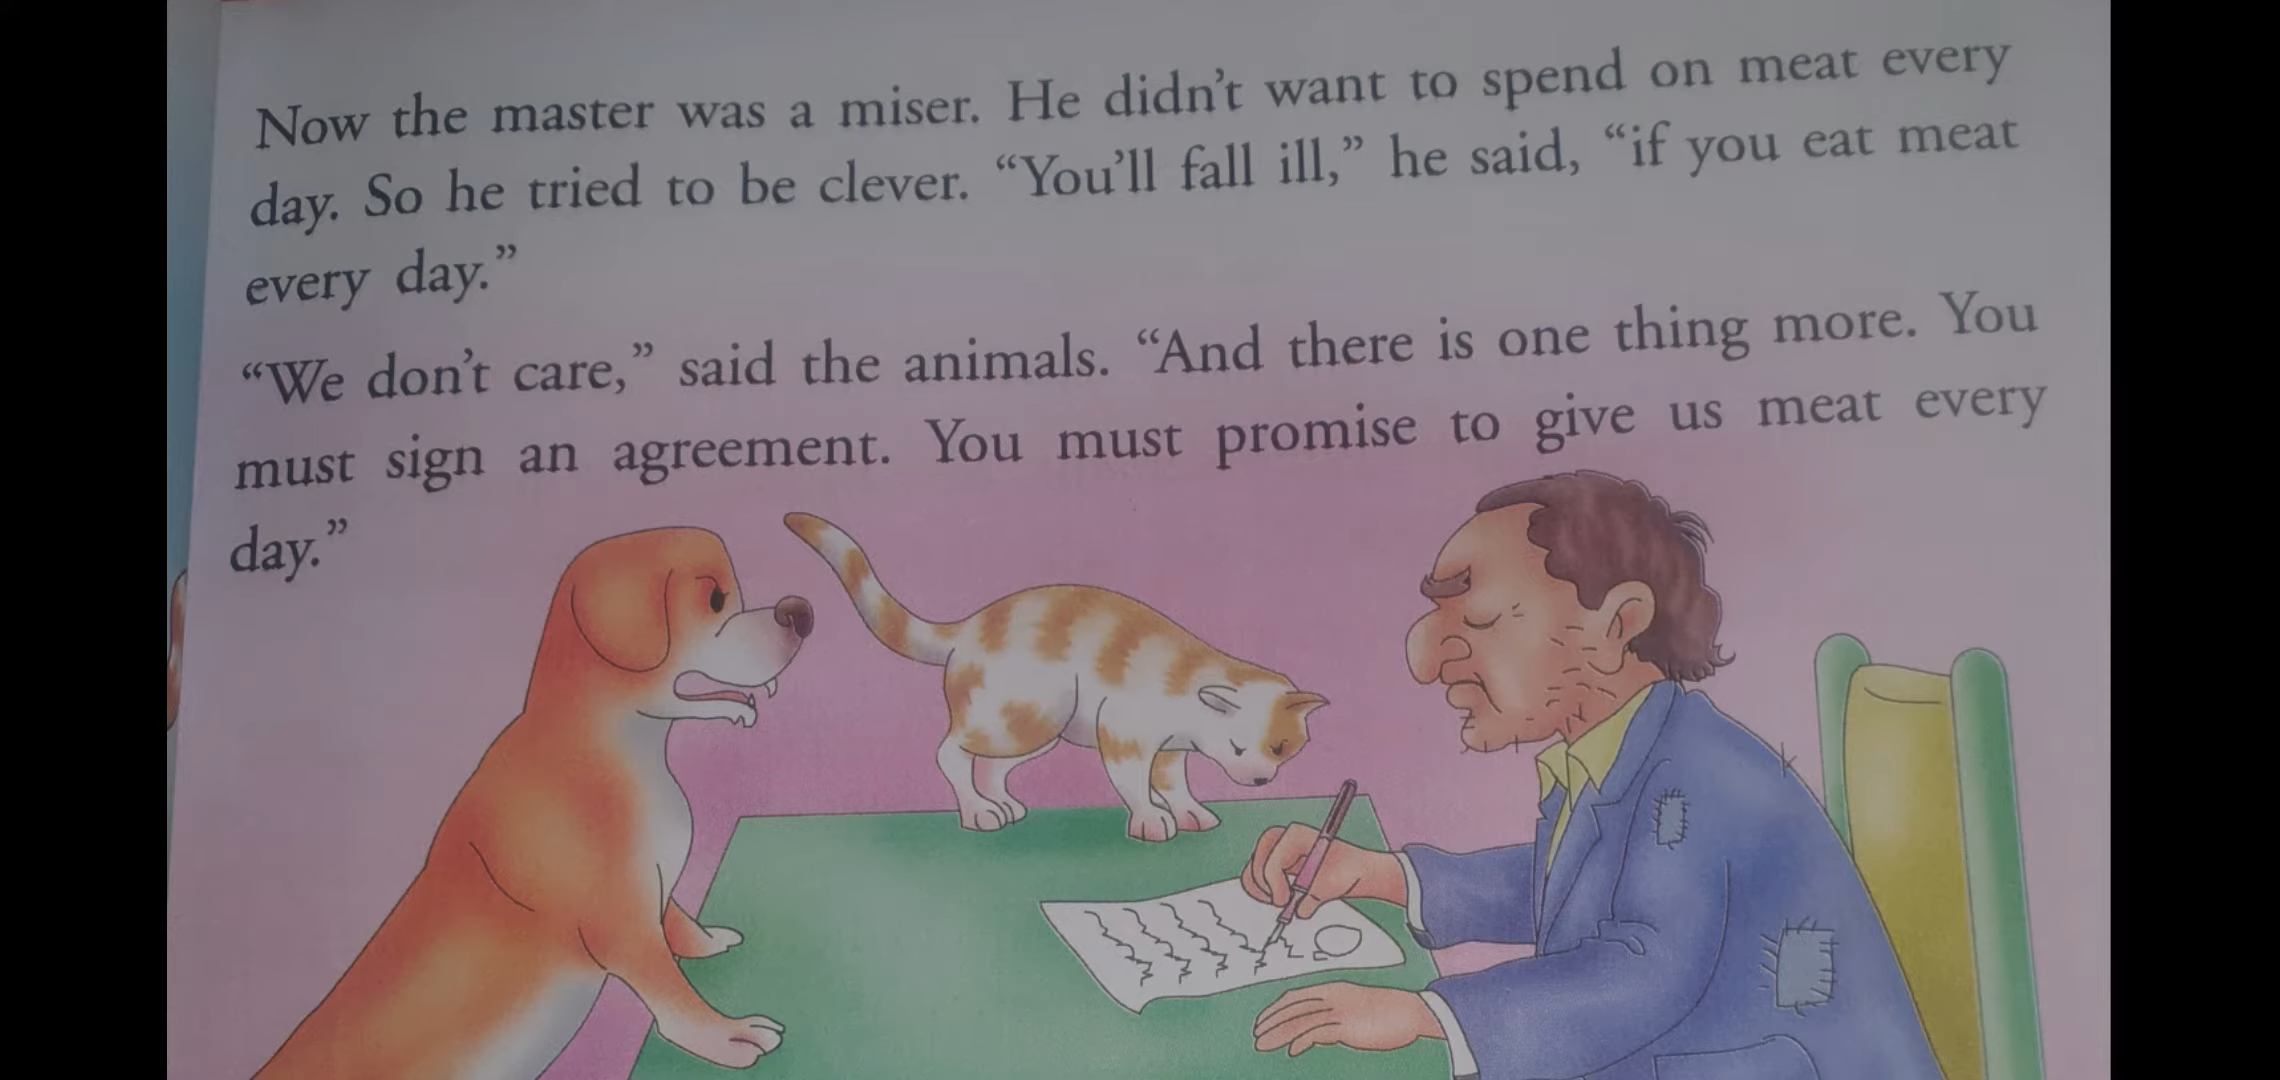 Now the master was a miser. He didn't want to spend on meat every
day. So he tried to be clever. “You'll fall ill,” he said, “if you eat meat
every day.”
“We don't care,” said the animals. “And there is one thing more. You
must sign an agreement. You must promise to give us meat every
day.”